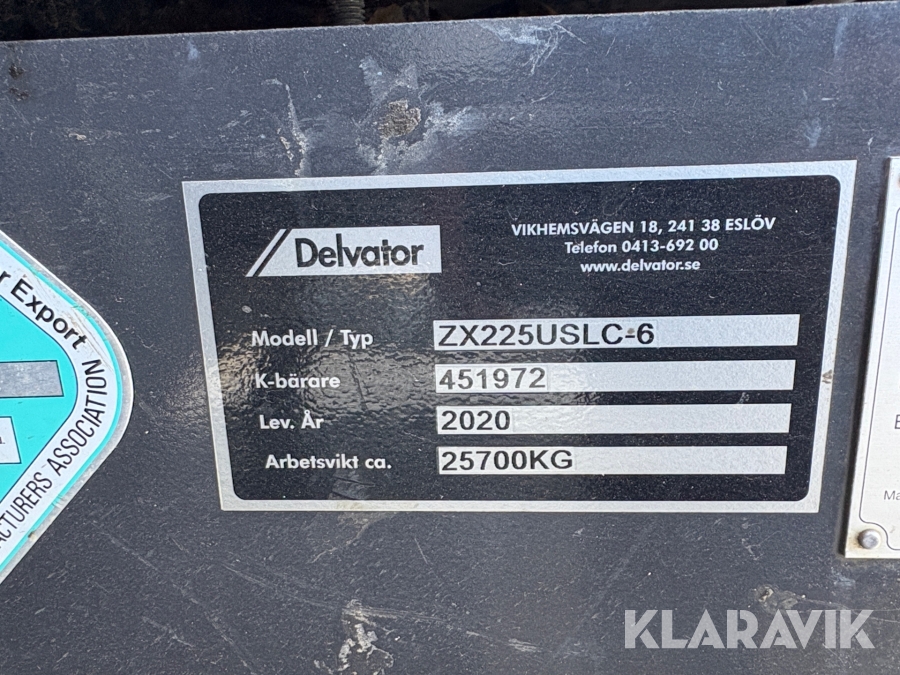 Delvator
VIKHEMSVÄGEN 18, 241 38 ESLÖV
Telefon 0413-692 00
www.delvator.se
Modell / Typ ZX225USLC-6
K-bärare 451972
Lev. År 2020
Arbetsvikt ca. 25700KG
Export
ASSOCIATION
KLARAVIK